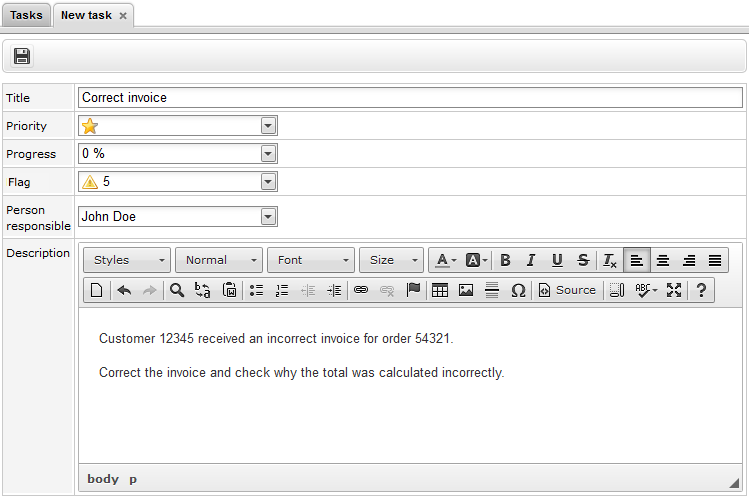 Tasks New task
Title Correct invoice
Priority
Progress 0 %
Flag 5
Person
responsible John Doe
Description Styles Normal Font Size A A B I U S Ix
Source ABC ?
Customer 12345 received an incorrect invoice for order 54321.
Correct the invoice and check why the total was calculated incorrectly.
body p